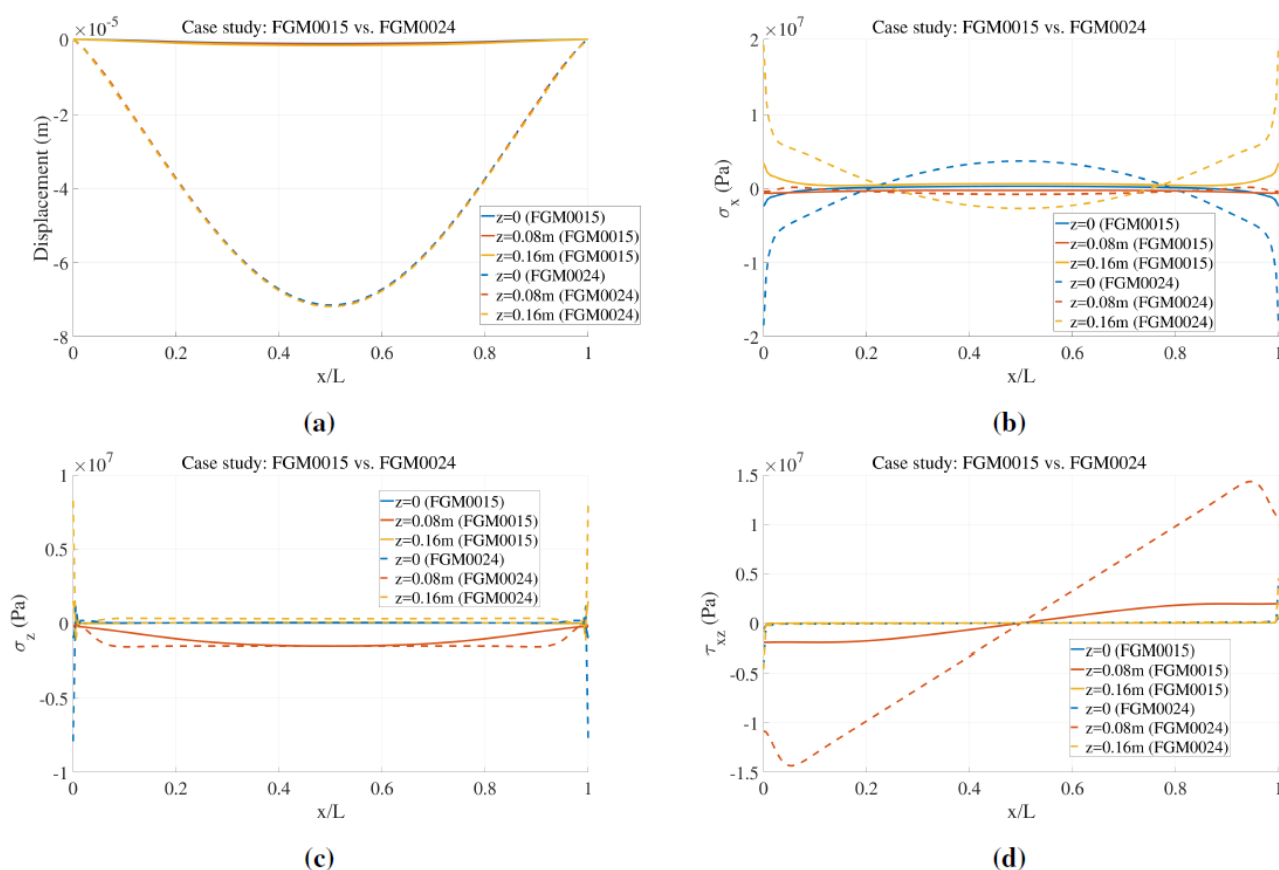 ×10⁻⁵
Case study: FGM0015 vs. FGM0024
0
-2
-4
-6
-8
Displacement (m)
z=0 (FGM0015)
z=0.08m (FGM0015)
z=0.16m (FGM0015)
z=0 (FGM0024)
z=0.08m (FGM0024)
z=0.16m (FGM0024)
0 0.2 0.4 0.6 0.8 1
x/L
(a)
×10⁷
Case study: FGM0015 vs. FGM0024
2
1
0
-1
-2
σx (Pa)
z=0 (FGM0015)
z=0.08m (FGM0015)
z=0.16m (FGM0015)
z=0 (FGM0024)
z=0.08m (FGM0024)
z=0.16m (FGM0024)
0 0.2 0.4 0.6 0.8 1
x/L
(b)
×10⁷
Case study: FGM0015 vs. FGM0024
1
0.5
0
-0.5
-1
σz (Pa)
z=0 (FGM0015)
z=0.08m (FGM0015)
z=0.16m (FGM0015)
z=0 (FGM0024)
z=0.08m (FGM0024)
z=0.16m (FGM0024)
0 0.2 0.4 0.6 0.8 1
x/L
(c)
×10⁷
Case study: FGM0015 vs. FGM0024
1.5
1
0.5
0
-0.5
-1
-1.5
τxz (Pa)
z=0 (FGM0015)
z=0.08m (FGM0015)
z=0.16m (FGM0015)
z=0 (FGM0024)
z=0.08m (FGM0024)
z=0.16m (FGM0024)
0 0.2 0.4 0.6 0.8 1
x/L
(d)